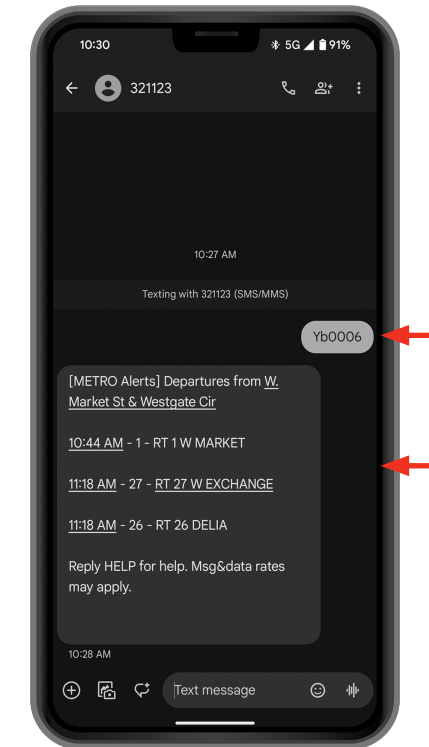 10:30
5G
91%
321123
10:27 AM
Texting with 321123 (SMS/MMS)
Yb0006
[METRO Alerts] Departures from W.
Market St & Westgate Cir
10:44 AM - 1 - RT 1 W MARKET
11:18 AM - 27 - RT 27 W EXCHANGE
11:18 AM - 26 - RT 26 DELIA
Reply HELP for help. Msg&data rates
may apply.
10:28 AM
Text message